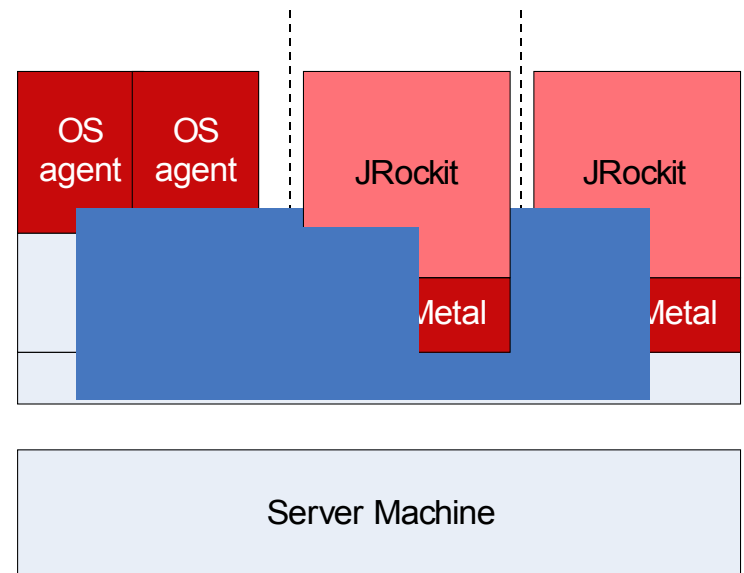 OS
agent
OS
agent
JRockit
JRockit
Metal
Metal
Server Machine